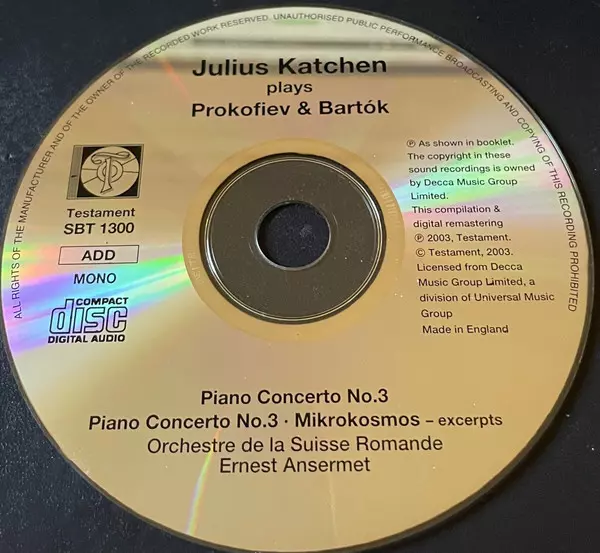 ALL RIGHTS OF THE MANUFACTURER AND OF THE OWNER OF THE RECORDED WORK RESERVED. UNAUTHORISED PUBLIC PERFORMANCE BROADCASTING AND COPYING OF THIS RECORDING PROHIBITED
Julius Katchen
plays
Prokofiev & Bartók
Testament
SBT 1300
ADD
MONO
COMPACT
disc
DIGITAL AUDIO
℗ As shown in booklet.
The copyright in these
sound recordings is owned
by Decca Music Group
Limited.
This compilation &
digital remastering
℗ 2003, Testament.
© Testament, 2003.
Licensed from Decca
Music Group Limited, a
division of Universal Music
Group
Made in England
Piano Concerto No.3
Piano Concerto No.3 · Mikrokosmos – excerpts
Orchestre de la Suisse Romande
Ernest Ansermet